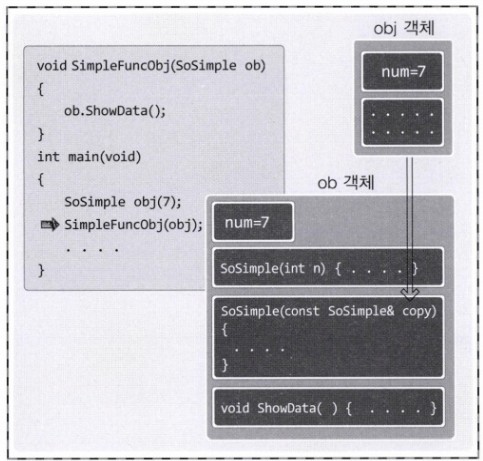 void SimpleFuncObj(SoSimple ob)
{
ob.ShowData();
}
int main(void)
{
SoSimple obj(7);
SimpleFuncObj(obj);
. . . .
}
obj 객체
num=7
. . . . .
. . . . .
ob 객체
num=7
SoSimple(int n) { . . . . }
SoSimple(const SoSimple& copy)
{
. . . .
}
void ShowData( ) { . . . . }